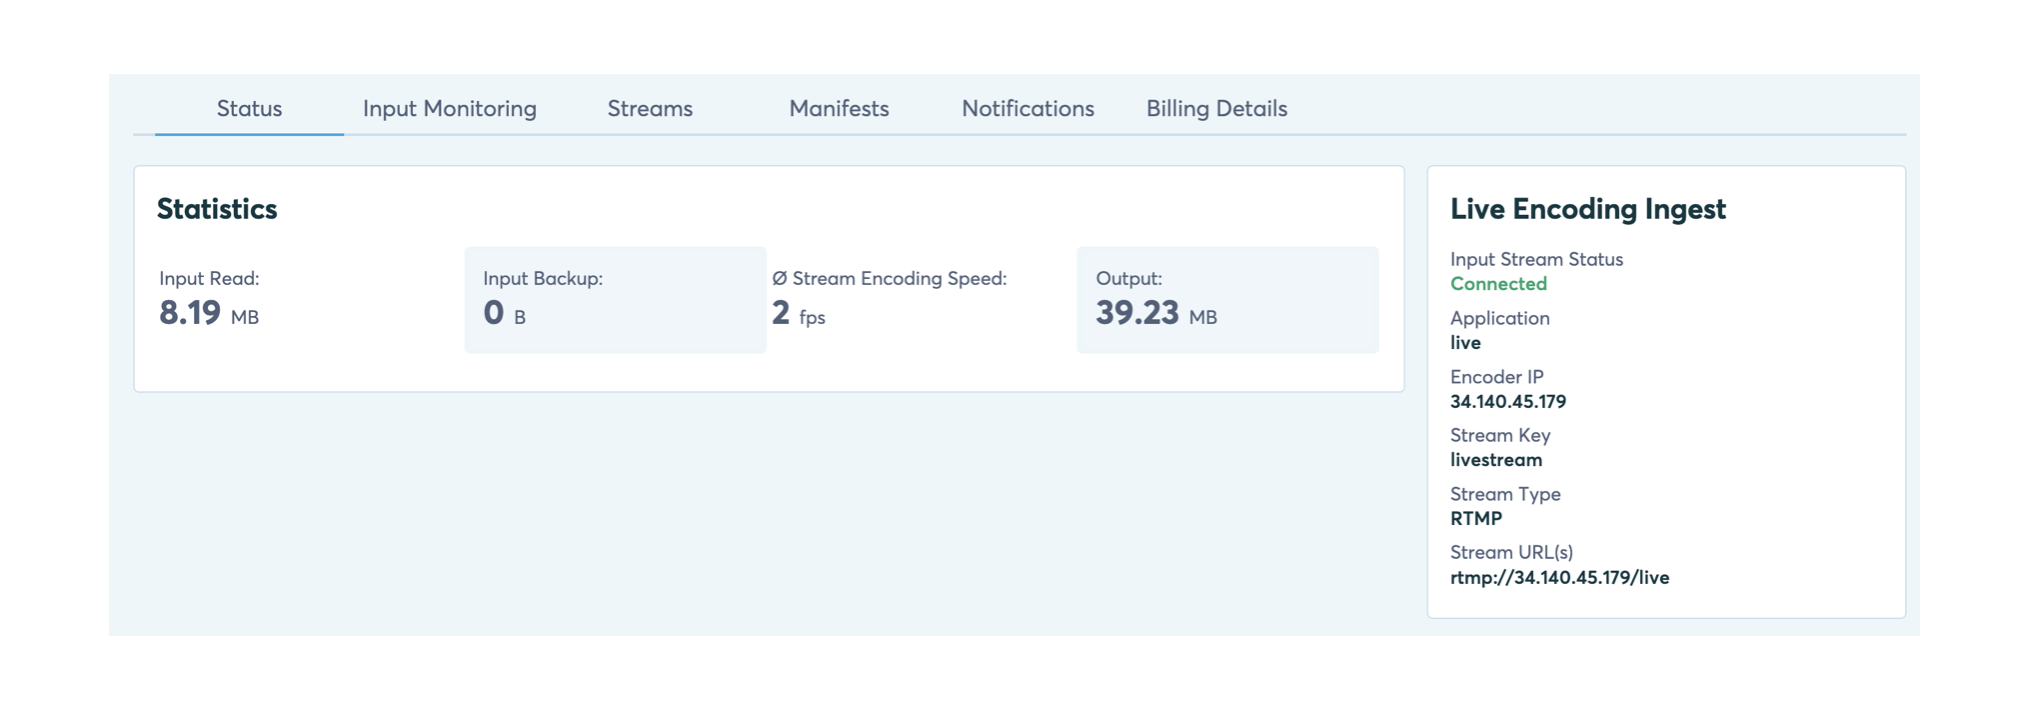 Status Input Monitoring Streams Manifests Notifications Billing Details
Statistics
Input Read:
8.19 MB
Input Backup:
0 B
Ø Stream Encoding Speed:
2 fps
Output:
39.23 MB
Live Encoding Ingest
Input Stream Status
Connected
Application
live
Encoder IP
34.140.45.179
Stream Key
livestream
Stream Type
RTMP
Stream URL(s)
rtmp://34.140.45.179/live